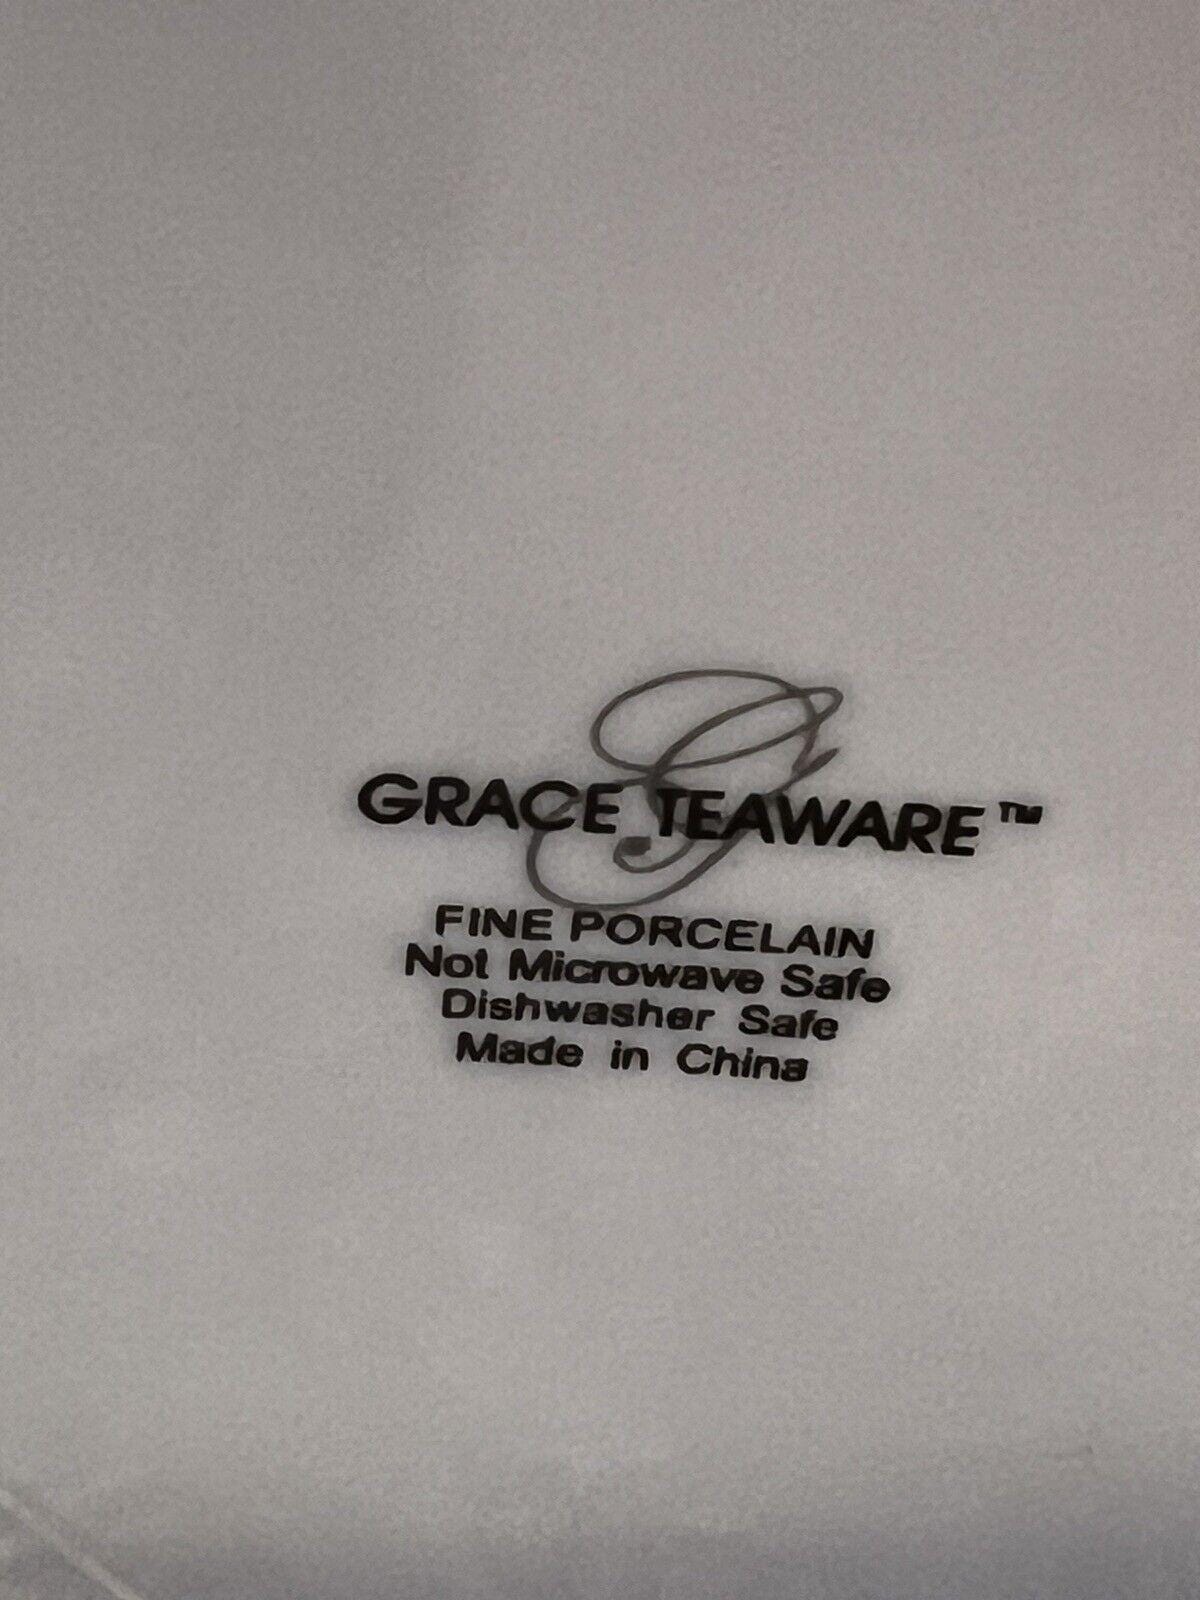 G
GRACE TEAWARE™
FINE PORCELAIN
Not Microwave Safe
Dishwasher Safe
Made in China